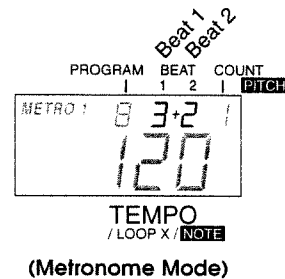 Beat 1
Beat 2
PROGRAM BEAT COUNT
1 2 PITCH
METRO 1 8 3+2 1
120
TEMPO
/ LOOP X / NOTE
(Metronome Mode)